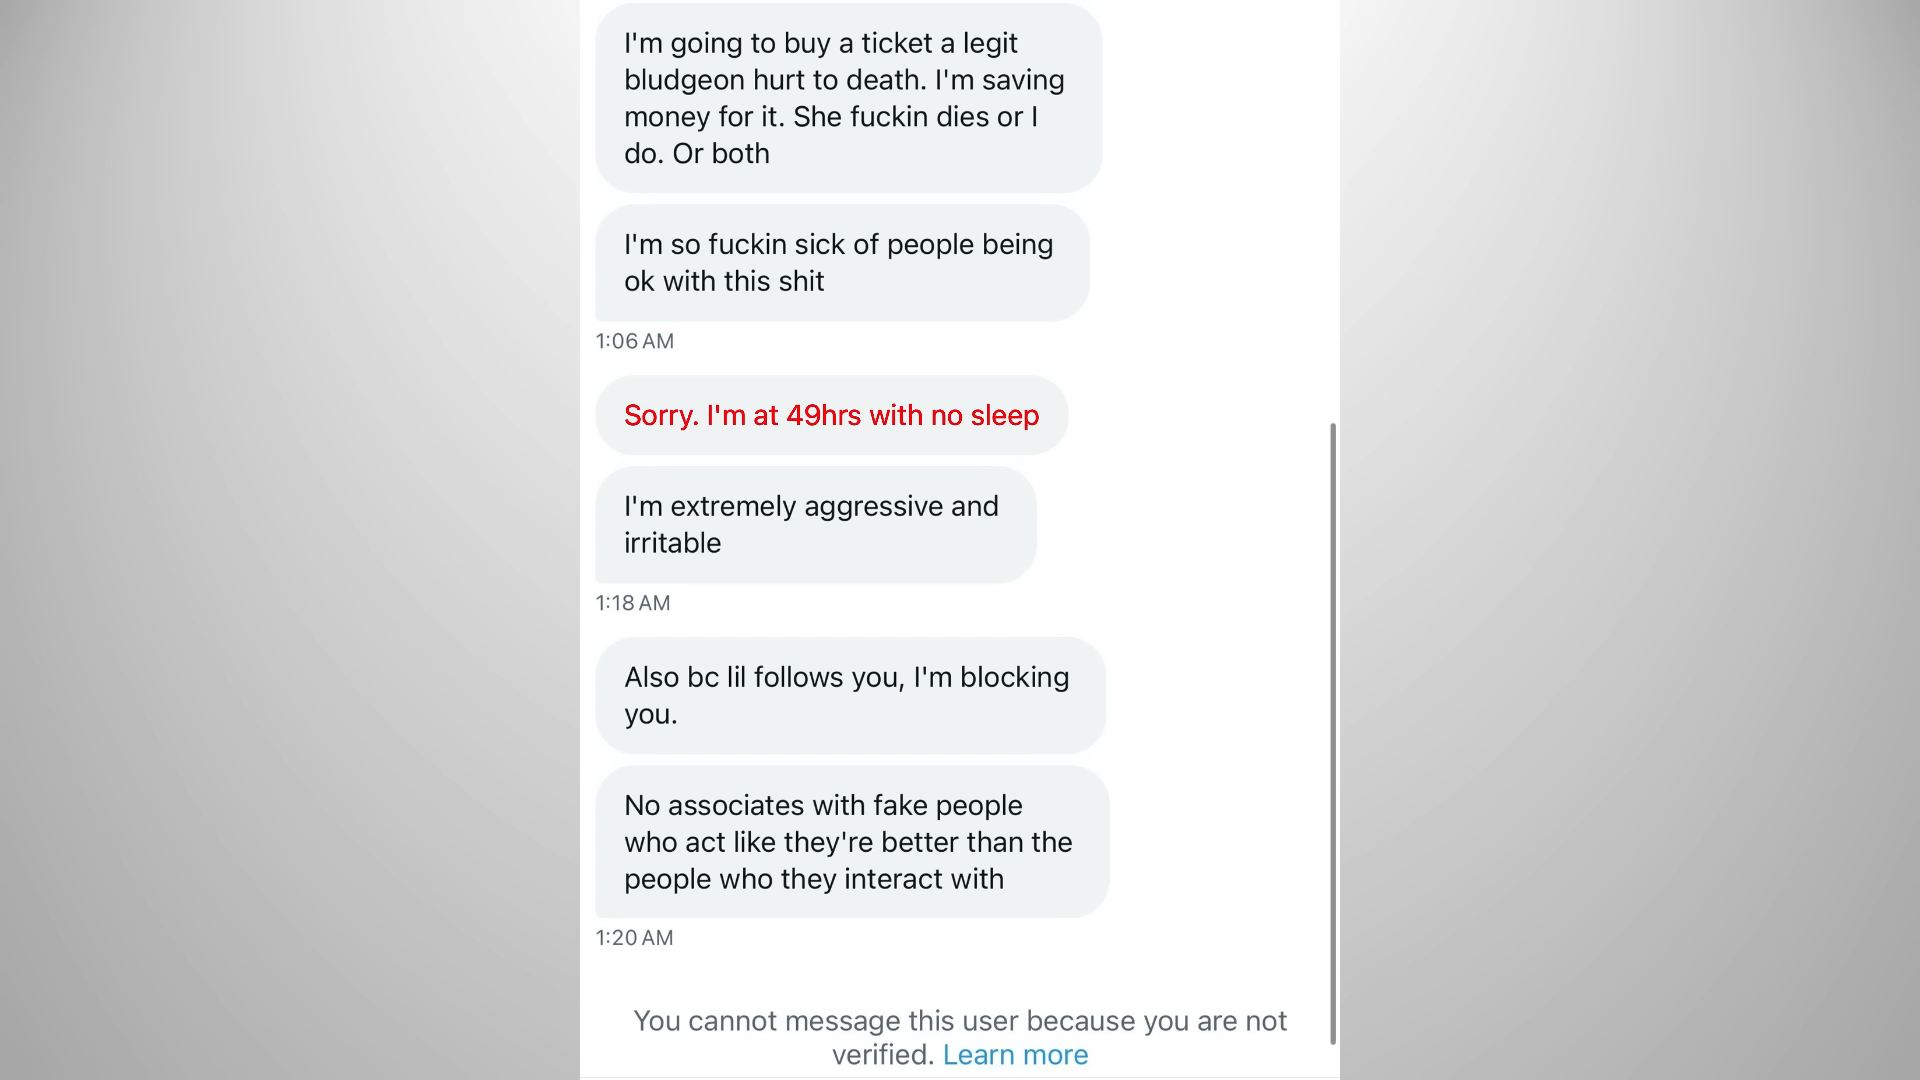 I'm going to buy a ticket a legit
bludgeon hurt to death. I'm saving
money for it. She fuckin dies or I
do. Or both
I'm so fuckin sick of people being
ok with this shit
1:06 AM
Sorry. I'm at 49hrs with no sleep
I'm extremely aggressive and
irritable
1:18 AM
Also bc lil follows you, I'm blocking
you.
No associates with fake people
who act like they're better than the
people who they interact with
1:20 AM
You cannot message this user because you are not
verified. Learn more